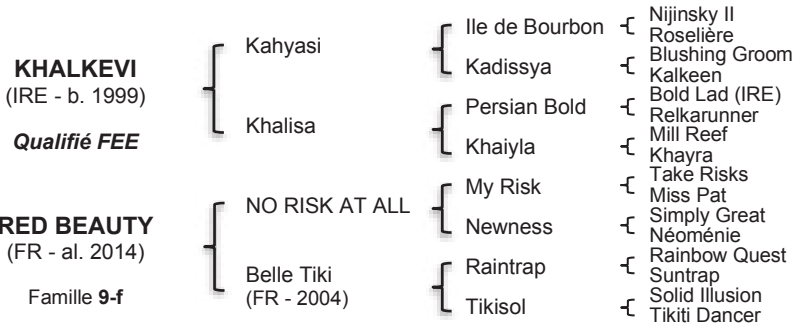 KHALKEVI
(IRE - b. 1999)
Qualifié FEE
RED BEAUTY
(FR - al. 2014)
Famille 9-f
Kahyasi
Khalisa
NO RISK AT ALL
Belle Tiki
(FR - 2004)
Ile de Bourbon
Kadissya
Persian Bold
Khaiyla
My Risk
Newness
Raintrap
Tikisol
Nijinsky II
Roselière
Blushing Groom
Kalkeen
Bold Lad (IRE)
Relkarunner
Mill Reef
Khayra
Take Risks
Miss Pat
Simply Great
Néoménie
Rainbow Quest
Suntrap
Solid Illusion
Tikiti Dancer